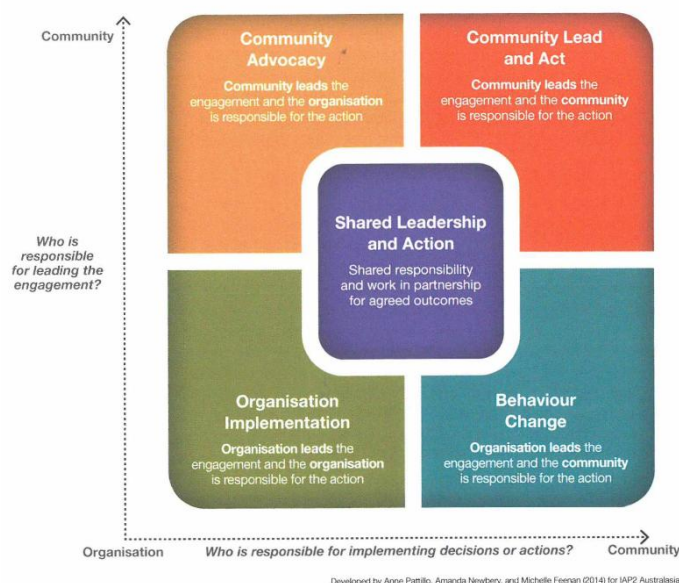 Community
Community
Advocacy
Community leads the
engagement and the organisation
is responsible for the action
Community Lead
and Act
Community leads the
engagement and the community
is responsible for the action
Who is
responsible
for leading the
engagement?
Shared Leadership
and Action
Shared responsibility
and work in partnership
for agreed outcomes
Organisation
Implementation
Organisation leads the
engagement and the organisation
is responsible for the action
Behaviour
Change
Organisation leads the
engagement and the community
is responsible for the action
Organisation
Who is responsible for implementing decisions or actions?
Community
Developed by Anne Pattillo, Amanda Newbery, and Michelle Feenan (2014) for IAP2 Australasia